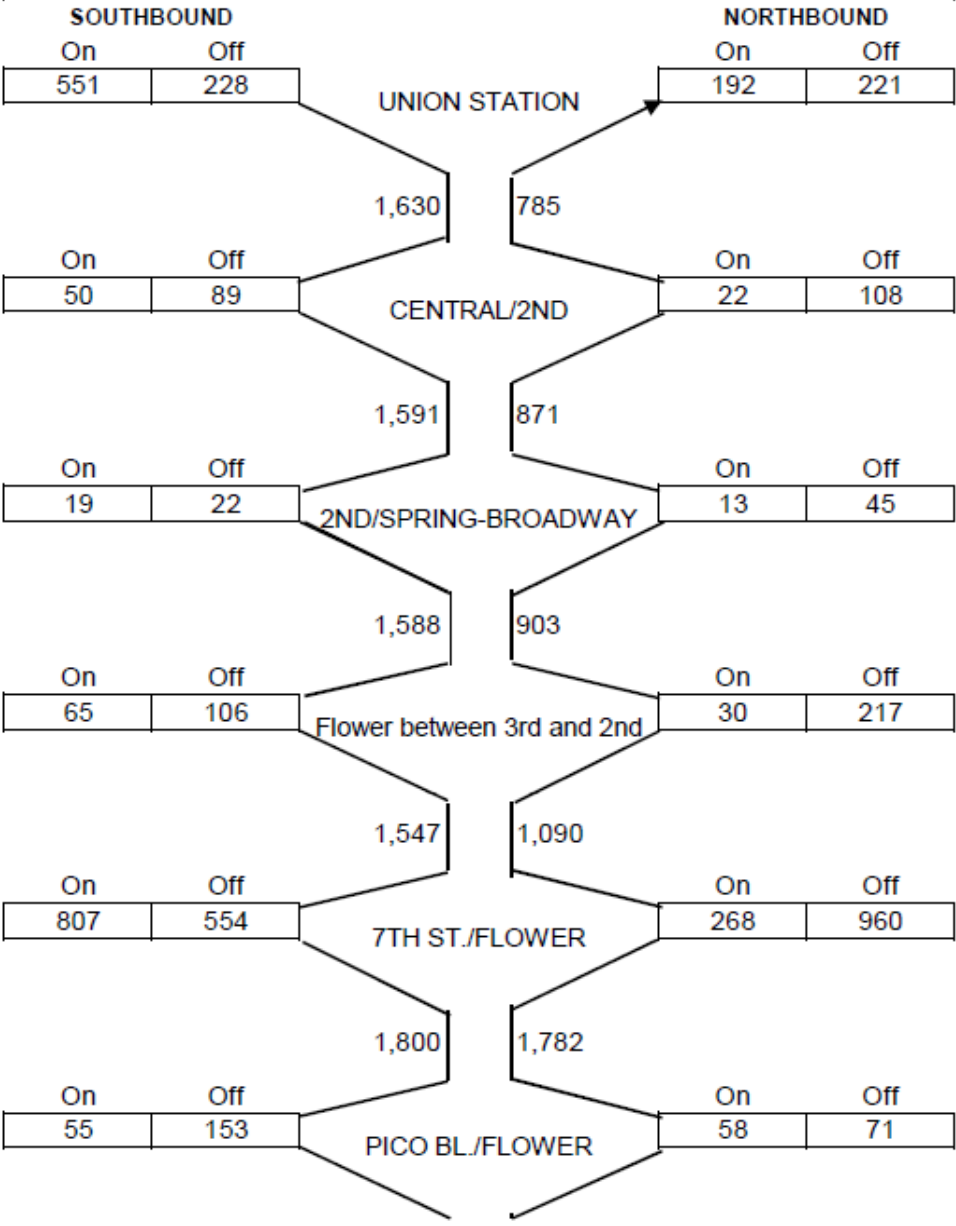 SOUTHBOUND NORTHBOUND
On Off On Off
551 228 UNION STATION 192 221
1,630 785
On Off On Off
50 89 CENTRAL/2ND 22 108
1,591 871
On Off On Off
19 22 2ND/SPRING-BROADWAY 13 45
1,588 903
On Off On Off
65 106 Flower between 3rd and 2nd 30 217
1,547 1,090
On Off On Off
807 554 7TH ST./FLOWER 268 960
1,800 1,782
On Off On Off
55 153 PICO BL./FLOWER 58 71